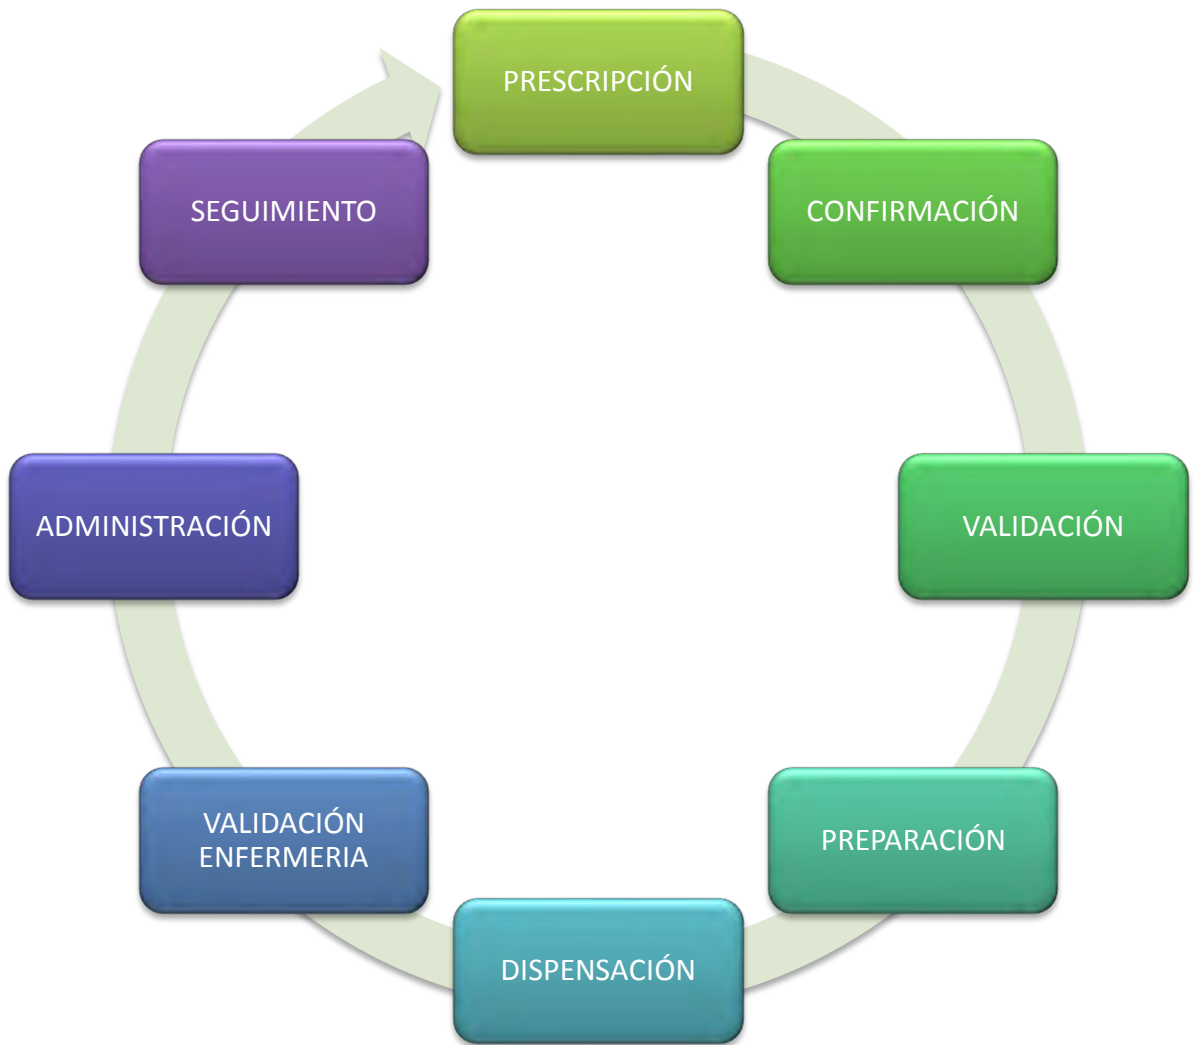 PRESCRIPCIÓN
CONFIRMACIÓN
VALIDACIÓN
PREPARACIÓN
DISPENSACIÓN
VALIDACIÓN
ENFERMERIA
ADMINISTRACIÓN
SEGUIMIENTO